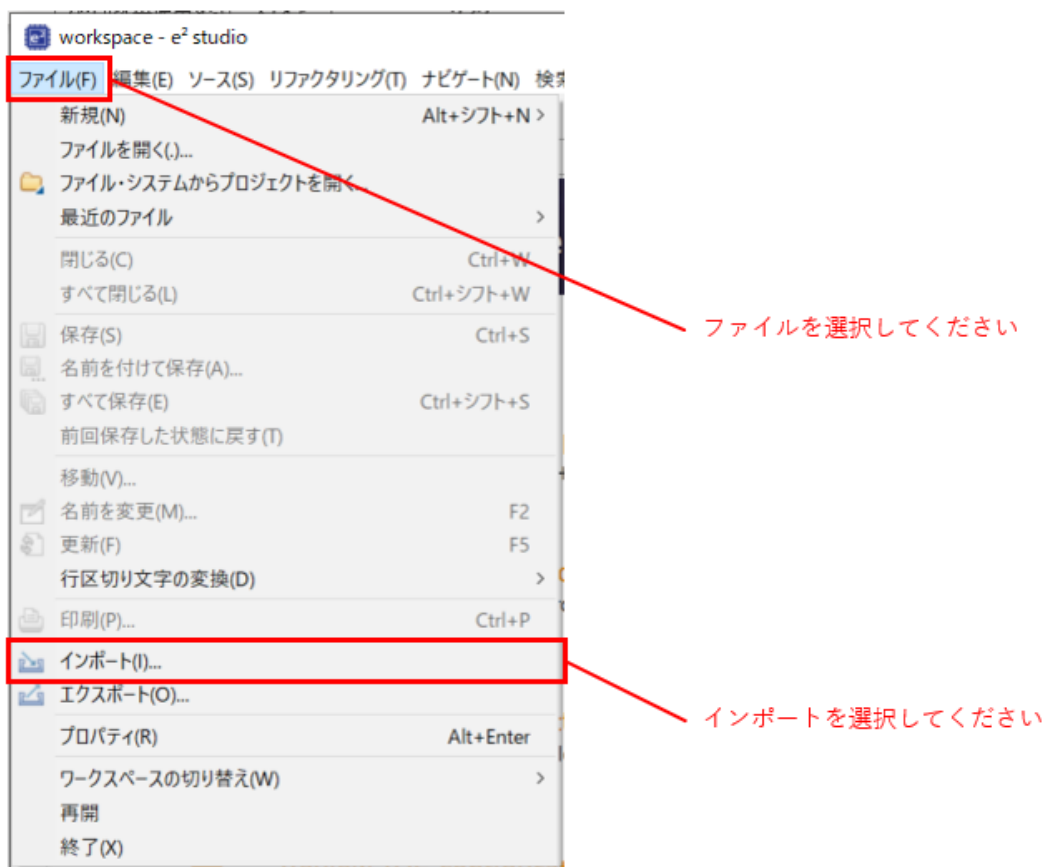 workspace - e² studio
ファイル(F) 編集(E) ソース(S) リファクタリング(T) ナビゲート(N) 検索
新規(N) Alt+シフト+N >
ファイルを開く(.)...
ファイル・システムからプロジェクトを開く...
最近のファイル >
閉じる(C) Ctrl+W
すべて閉じる(L) Ctrl+シフト+W
ファイルを選択してください
保存(S) Ctrl+S
名前を付けて保存(A)...
すべて保存(E) Ctrl+シフト+S
前回保存した状態に戻す(T)
移動(V)...
名前を変更(M)... F2
更新(F) F5
行区切り文字の変換(D) >
印刷(P)... Ctrl+P
インポート(I)...
エクスポート(O)...
インポートを選択してください
プロパティ(R) Alt+Enter
ワークスペースの切り替え(W) >
再開
終了(X)